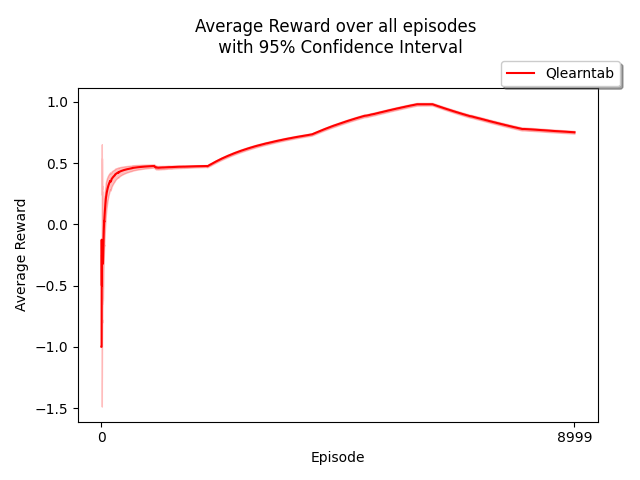 Average Reward over all episodes
with 95% Confidence Interval
Qlearntab
1.0
0.5
0.0
−0.5
−1.0
−1.5
Average Reward
0
8999
Episode